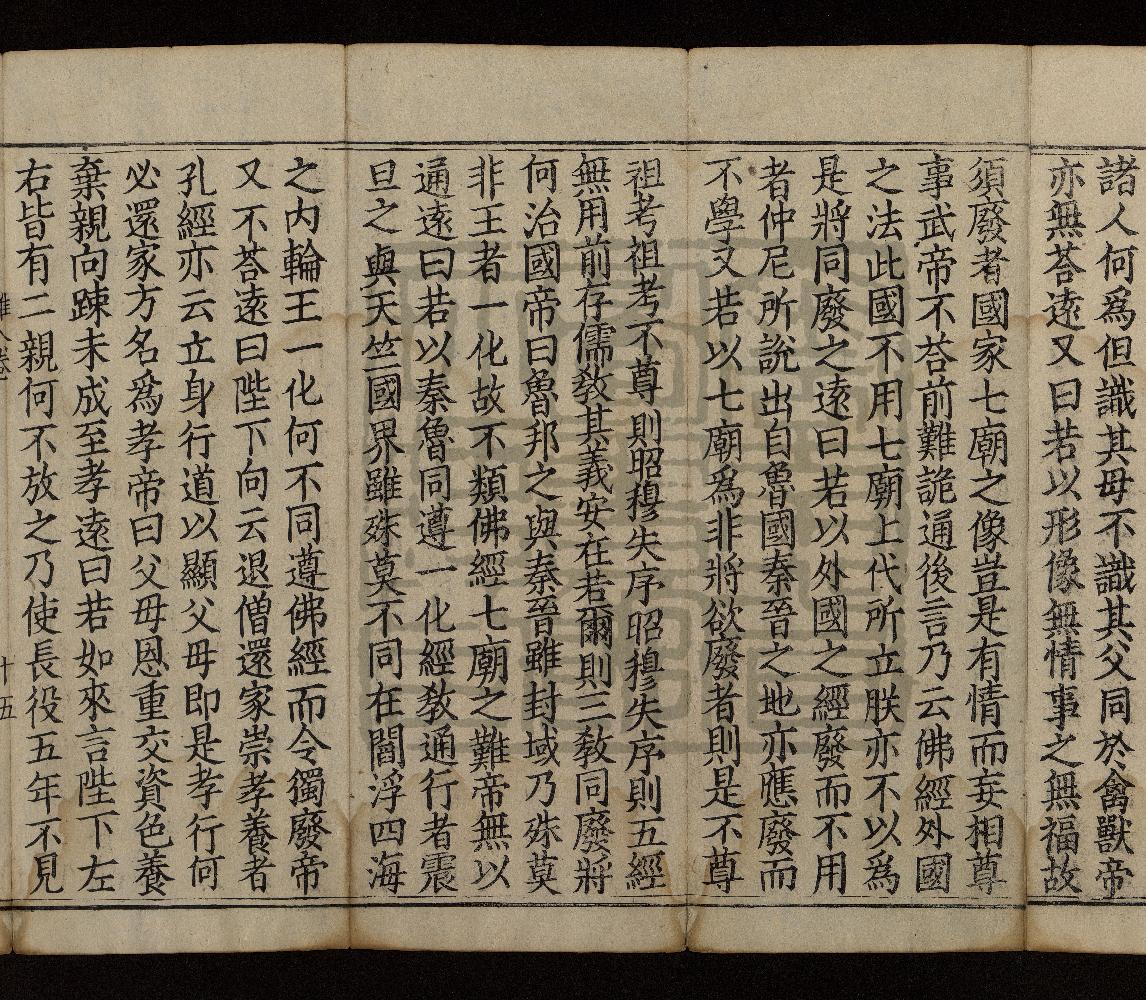 諸人何爲但識其母不識其父同於禽獸帝
亦無荅遠又曰若以形像無情事之無福故
須廢者國家七廟之像豈是有情而妄相尊
事武帝不荅前難詭通後言乃云佛經外國
之法此國不用七廟上代所立朕亦不以爲
是將同廢之遠曰若以外國之經廢而不用
者仲尼所說出自魯國秦晉之地亦應廢而
不學又若以七廟爲非將欲廢者則是不尊
祖考祖考不尊則昭穆失序昭穆失序則五經
無用前存儒教其義安在若爾則三教同廢將
何治國帝曰魯邦之與秦晉雖封域乃殊莫
非王者一化故不類佛經七廟之難帝無以
通遠曰若以秦魯同遵一化經教通行者震
旦之與天竺國界雖殊莫不同在閻浮四海
之内輪王一化何不同遵佛經而令獨廢帝
又不荅遠曰陛下向云退僧還家崇孝養者
孔經亦云立身行道以顯父母即是孝行何
必還家方名爲孝帝曰父母恩重交資色養
棄親向踈未成至孝遠曰若如來言陛下左
右皆有二親何不放之乃使長役五年不見
十五